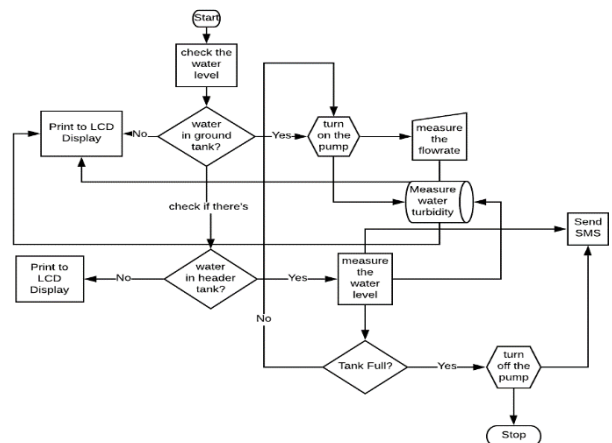 Start
check the
water
level
Print to LCD
Display
No
water
in ground
tank?
Yes
turn
on the
pump
measure
the
flowrate
Measure
water
turbidity
check if there's
Send
SMS
Print to
LCD
Display
No
water
in header
tank?
Yes
measure
the
water
level
No
Tank Full?
Yes
turn
off the
pump
Stop